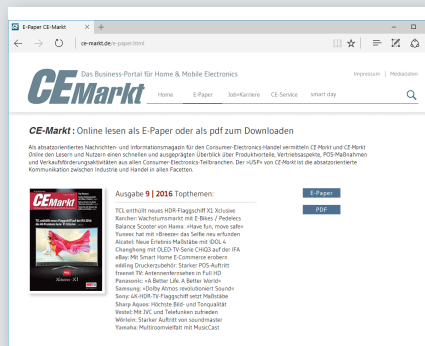 E-Paper CE-Markt
ce-markt.de/e-paper.html
Das Business-Portal für Home & Mobile Electronics
Impressum | Mediadaten
CEMarkt
Home E-Paper Job+Karriere CE-Service smart day
CE-Markt : Online lesen als E-Paper oder als pdf zum Downloaden
Als absatzorientiertes Nachrichten- und Informationsmagazin für den Consumer-Electronics-Handel vermitteln CE-Markt und CE-Markt
Online den Lesern und Nutzern einen schnellen und ausgeprägten Überblick über Produktvorteile, Vertriebsaspekte, POS-Maßnahmen
und Verkaufsförderungsaktivitäten aus allen Consumer-Electronics-Teilbranchen. Der »USP« von CE-Markt ist die absatzorientierte
Kommunikation zwischen Industrie und Handel in allen Facetten.
CEMarkt
Xiaomi · X1
Ausgabe 9 | 2016 Topthemen:
TCL enthüllt neues HDR-Flaggschiff X1 Xclusive
Karcher: Wachstumsmarkt mit E-Bikes / Pedelecs
Balance Scooter von Hama: »Have fun, move safe«
Yuneec hat mit »Breeze« das Selfie neu erfunden
Alcatel: Neue Erlebnis-Maßstäbe mit IDOL 4
Changhong mit OLED-TV-Serie CHiQ3 auf der IFA
eBay: Mit Smart Home E-Commerce erobern
edding Druckerzubehör: Starker POS-Auftritt
freenet TV: Antennenfernsehen in Full HD
Panasonic: »A Better Life. A Better World«
Samsung: »Dolby Atmos revolutioniert Sound«
Sony: 4K-HDR-TV-Flaggschiff setzt Maßstäbe
Sharp Aquos: Höchste Bild- und Tonqualität
Vestel: Mit JVC und Telefunken zufrieden
Wörlein: Starker Auftritt von soundmaster
Yamaha: Multiroomvielfalt mit MusicCast
E-Paper
PDF